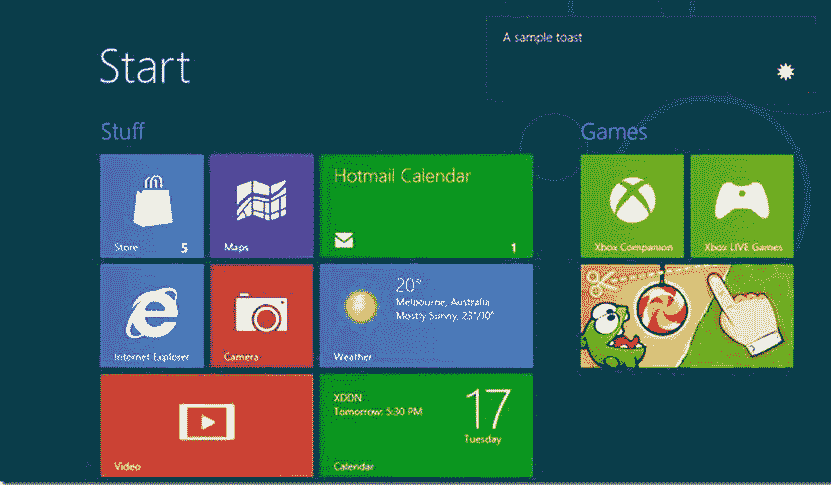 A sample toast
Start
Stuff
Games
Store 5
Maps
Hotmail Calendar
1
Xbox Companion
Xbox LIVE Games
Internet Explorer
Camera
20°
Melbourne, Australia
Mostly Sunny, 23°/10°
Weather
Video
XDDN
Tomorrow: 5:30 PM
17
Tuesday
Calendar